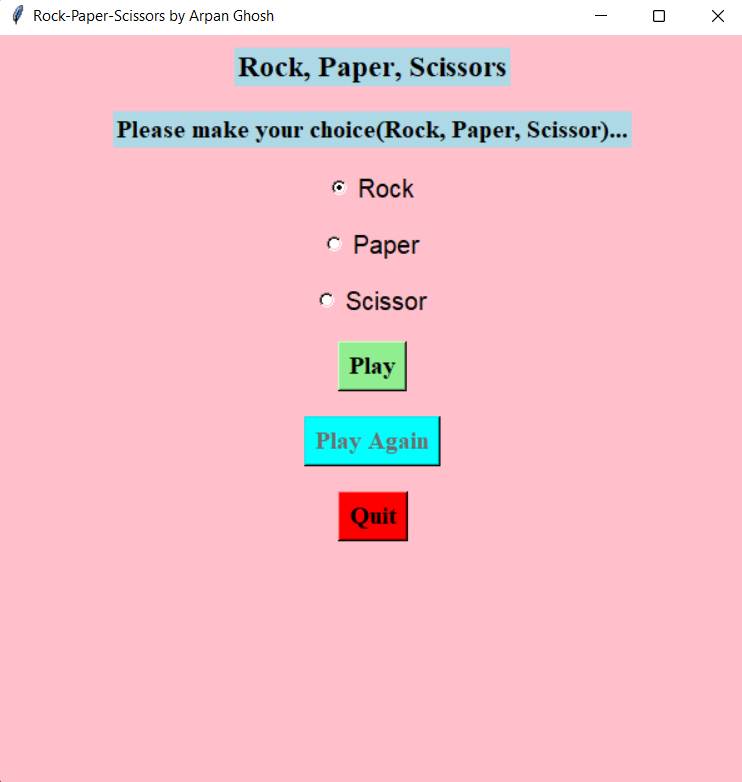 Rock-Paper-Scissors by Arpan Ghosh
Rock, Paper, Scissors
Please make your choice(Rock, Paper, Scissor)...
Rock
Paper
Scissor
Play
Play Again
Quit